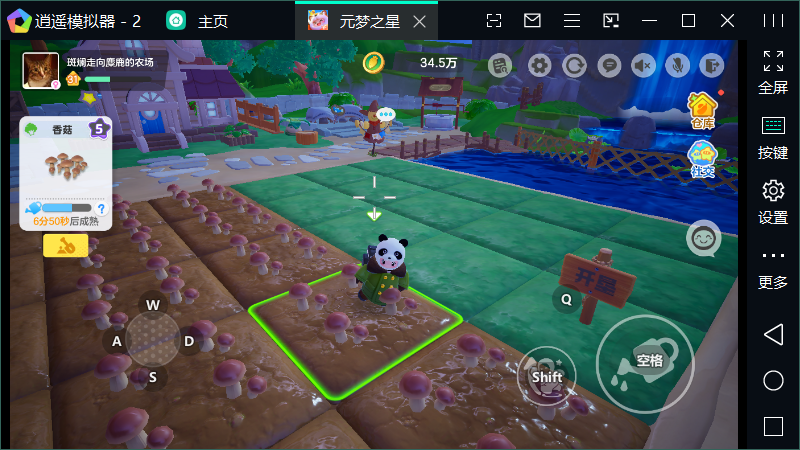 逍遥模拟器 - 2
主页
元梦之星
斑斓走向麋鹿的农场
31
34.5万
全屏
仓库
香菇
5
按键
社交
?
6分50秒后成熟
设置
开垦
更多
Q
W
A
D
S
空格
Shift